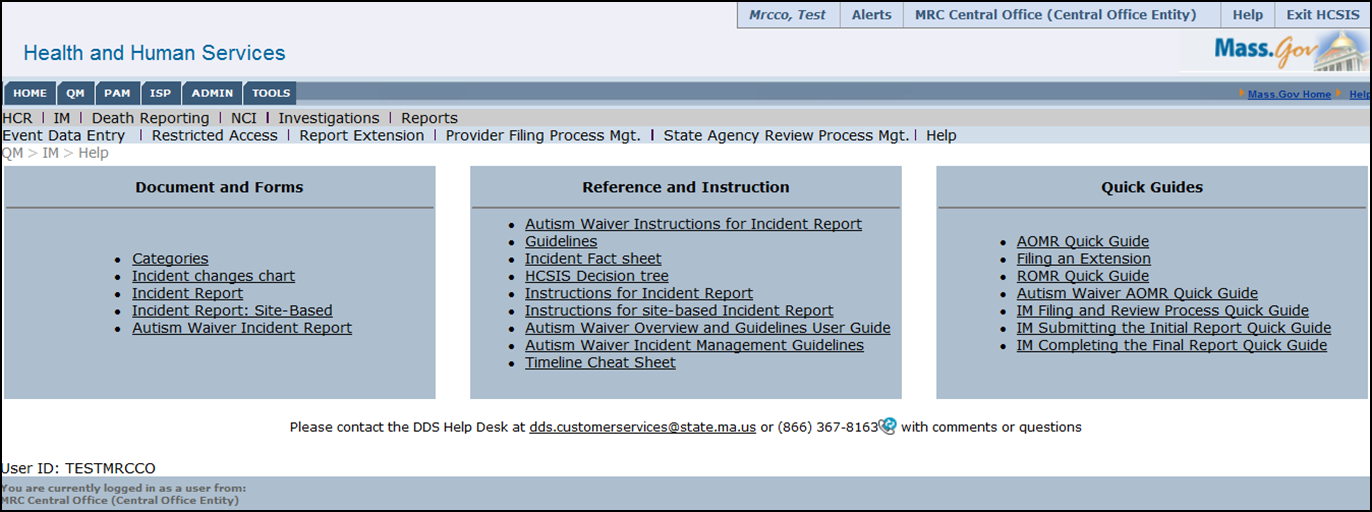 Mrcco, Test Alerts MRC Central Office (Central Office Entity) Help Exit HCSIS
Health and Human Services
Mass.Gov
HOME QM PAM ISP ADMIN TOOLS
Mass.Gov Home Help
HCR | IM | Death Reporting | NCI | Investigations | Reports
Event Data Entry | Restricted Access | Report Extension | Provider Filing Process Mgt. | State Agency Review Process Mgt. | Help
QM > IM > Help
Document and Forms
• Categories
• Incident changes chart
• Incident Report
• Incident Report: Site-Based
• Autism Waiver Incident Report
Reference and Instruction
• Autism Waiver Instructions for Incident Report
• Guidelines
• Incident Fact sheet
• HCSIS Decision tree
• Instructions for Incident Report
• Instructions for site-based Incident Report
• Autism Waiver Overview and Guidelines User Guide
• Autism Waiver Incident Management Guidelines
• Timeline Cheat Sheet
Quick Guides
• AOMR Quick Guide
• Filing an Extension
• ROMR Quick Guide
• Autism Waiver AOMR Quick Guide
• IM Filing and Review Process Quick Guide
• IM Submitting the Initial Report Quick Guide
• IM Completing the Final Report Quick Guide
Please contact the DDS Help Desk at dds.customerservices@state.ma.us or (866) 367-8163 with comments or questions
User ID: TESTMRCCO
You are currently logged in as a user from:
MRC Central Office (Central Office Entity)